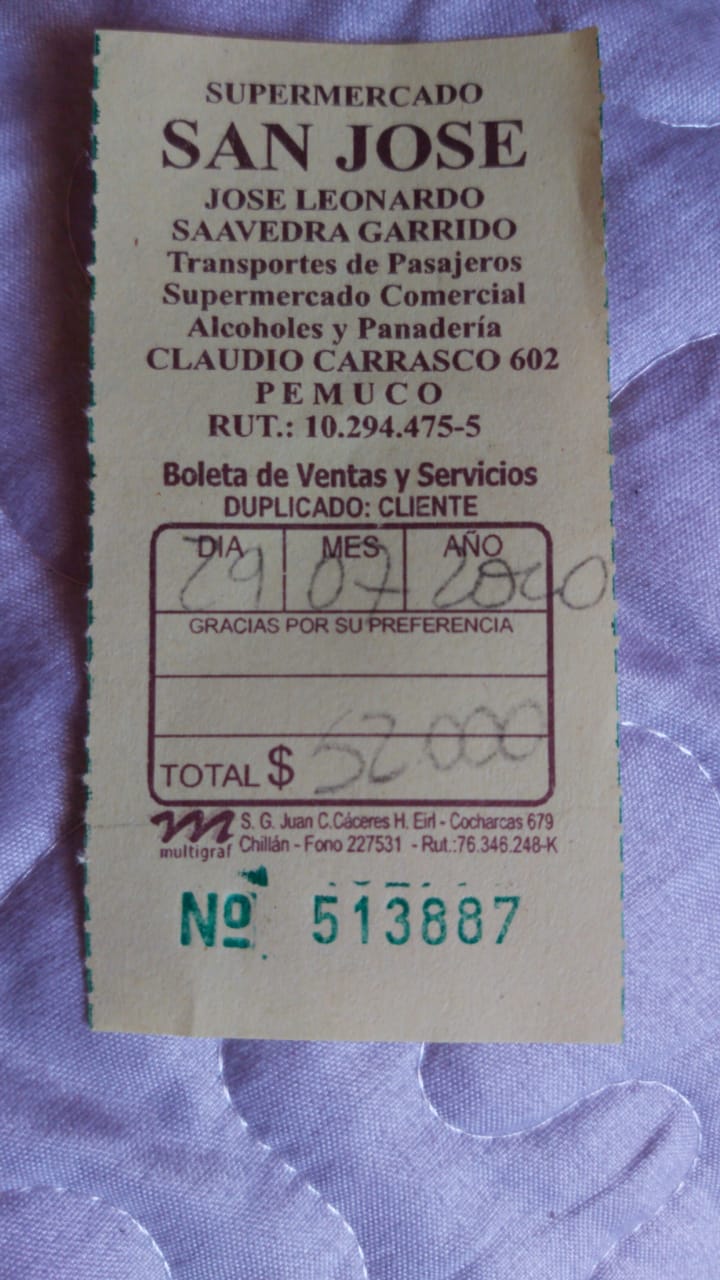 SUPERMERCADO
SAN JOSE
JOSE LEONARDO
SAAVEDRA GARRIDO
Transportes de Pasajeros
Supermercado Comercial
Alcoholes y Panadería
CLAUDIO CARRASCO 602
PEMUCO
RUT.: 10.294.475-5
Boleta de Ventas y Servicios
DUPLICADO: CLIENTE
DIA MES AÑO
29 07 2020
GRACIAS POR SU PREFERENCIA
TOTAL $ 52.000
multigraf
S. G. Juan C.Cáceres H. Eirl - Cocharcas 679
Chillán - Fono 227531 - Rut.:76.346.248-K
Nº 513887